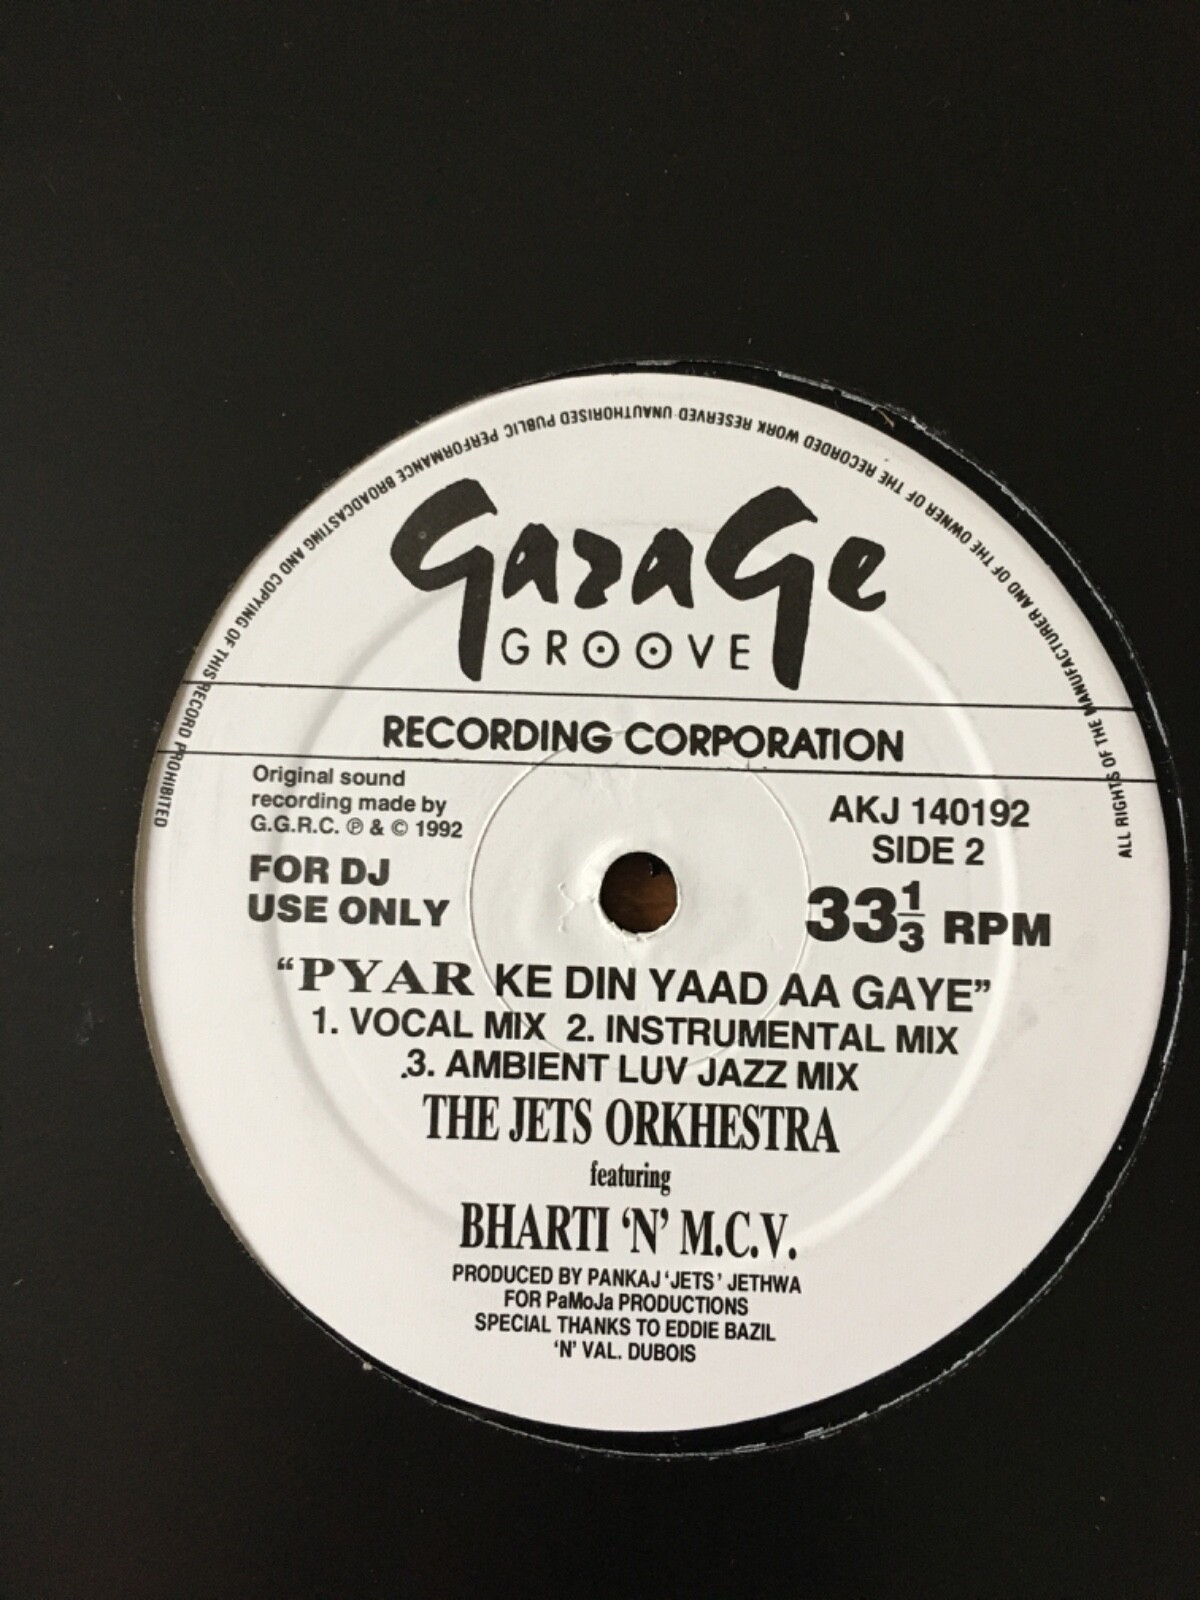 ALL RIGHTS OF THE MANUFACTURER AND OF THE OWNER OF THE RECORDED WORK RESERVED UNAUTHORISED PUBLIC PERFORMANCE BROADCASTING AND COPYING OF THIS RECORD PROHIBITED
GaraGe
GROOVE
RECORDING CORPORATION
Original sound
recording made by
G.G.R.C. ℗ & © 1992
FOR DJ
USE ONLY
AKJ 140192
SIDE 2
33⅓ RPM
“PYAR KE DIN YAAD AA GAYE”
1. VOCAL MIX 2. INSTRUMENTAL MIX
3. AMBIENT LUV JAZZ MIX
THE JETS ORKHESTRA
featuring
BHARTI ‘N’ M.C.V.
PRODUCED BY PANKAJ ‘JETS’ JETHWA
FOR PaMoJa PRODUCTIONS
SPECIAL THANKS TO EDDIE BAZIL
‘N’ VAL. DUBOIS